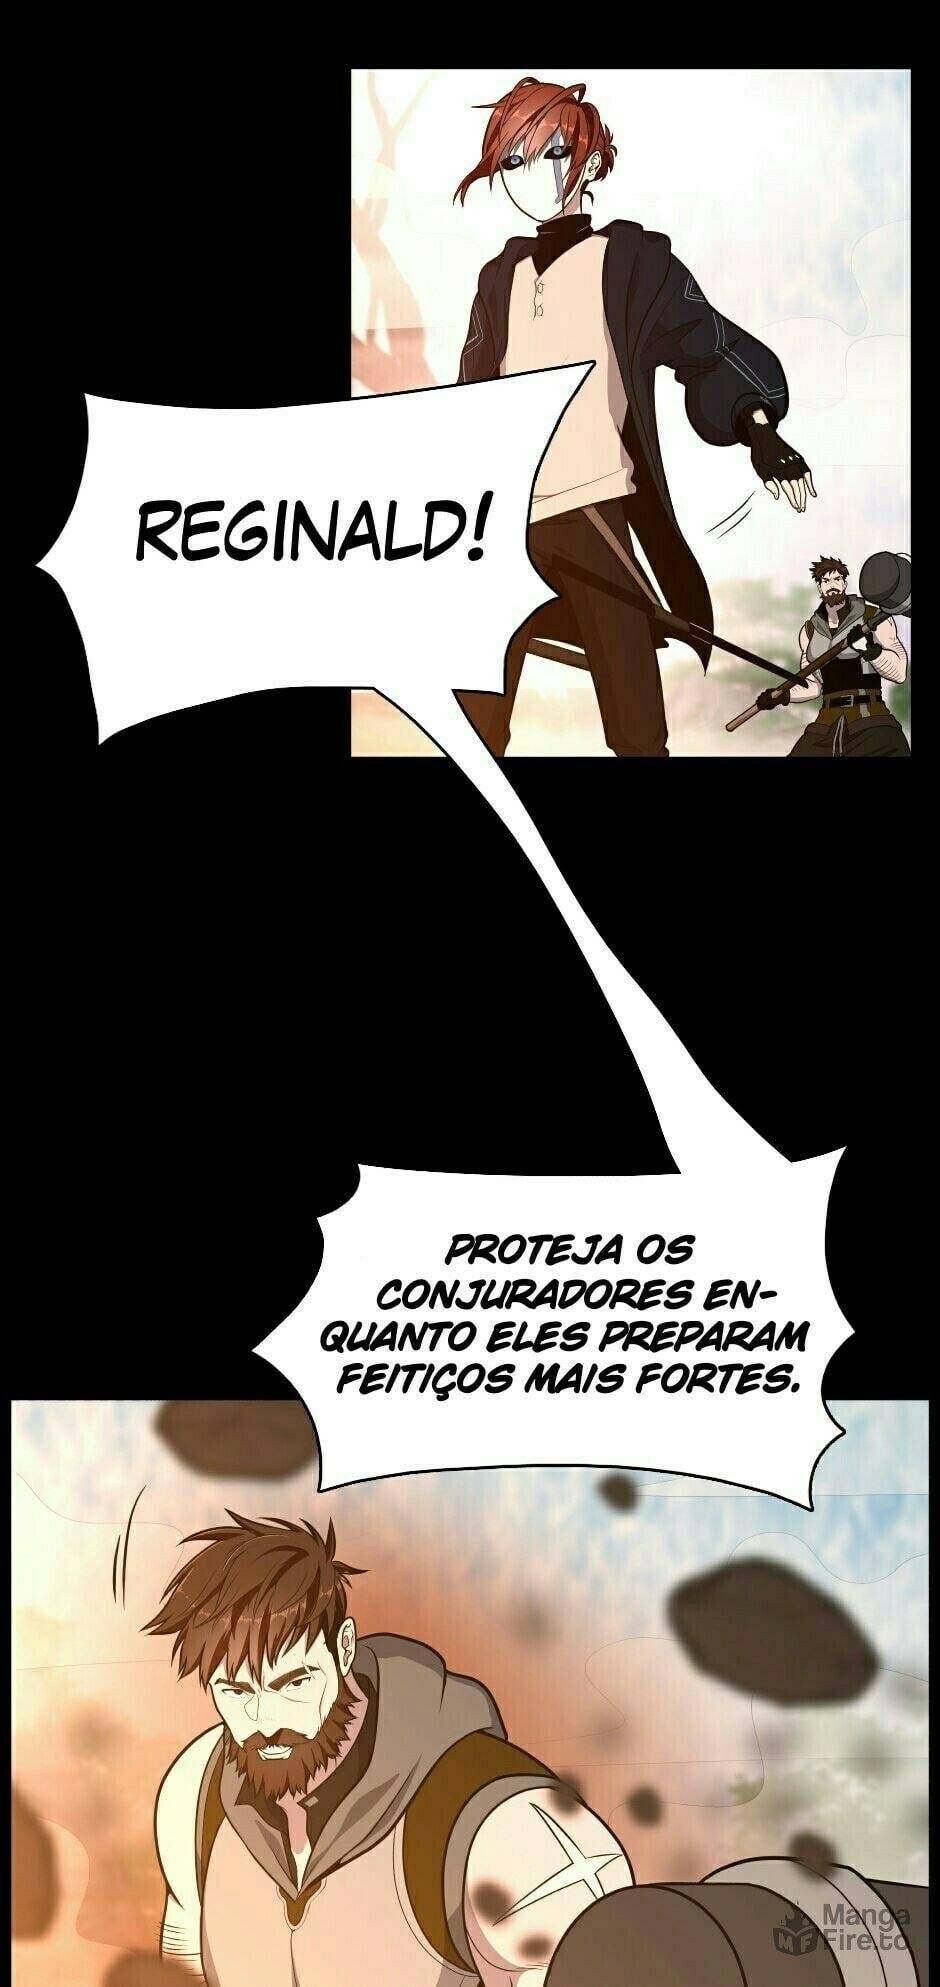 REGINALD!
PROTEJA OS
CONJURADORES EN-
QUANTO ELES PREPARAM
FEITIÇOS MAIS FORTES.
Manga
Fire.to